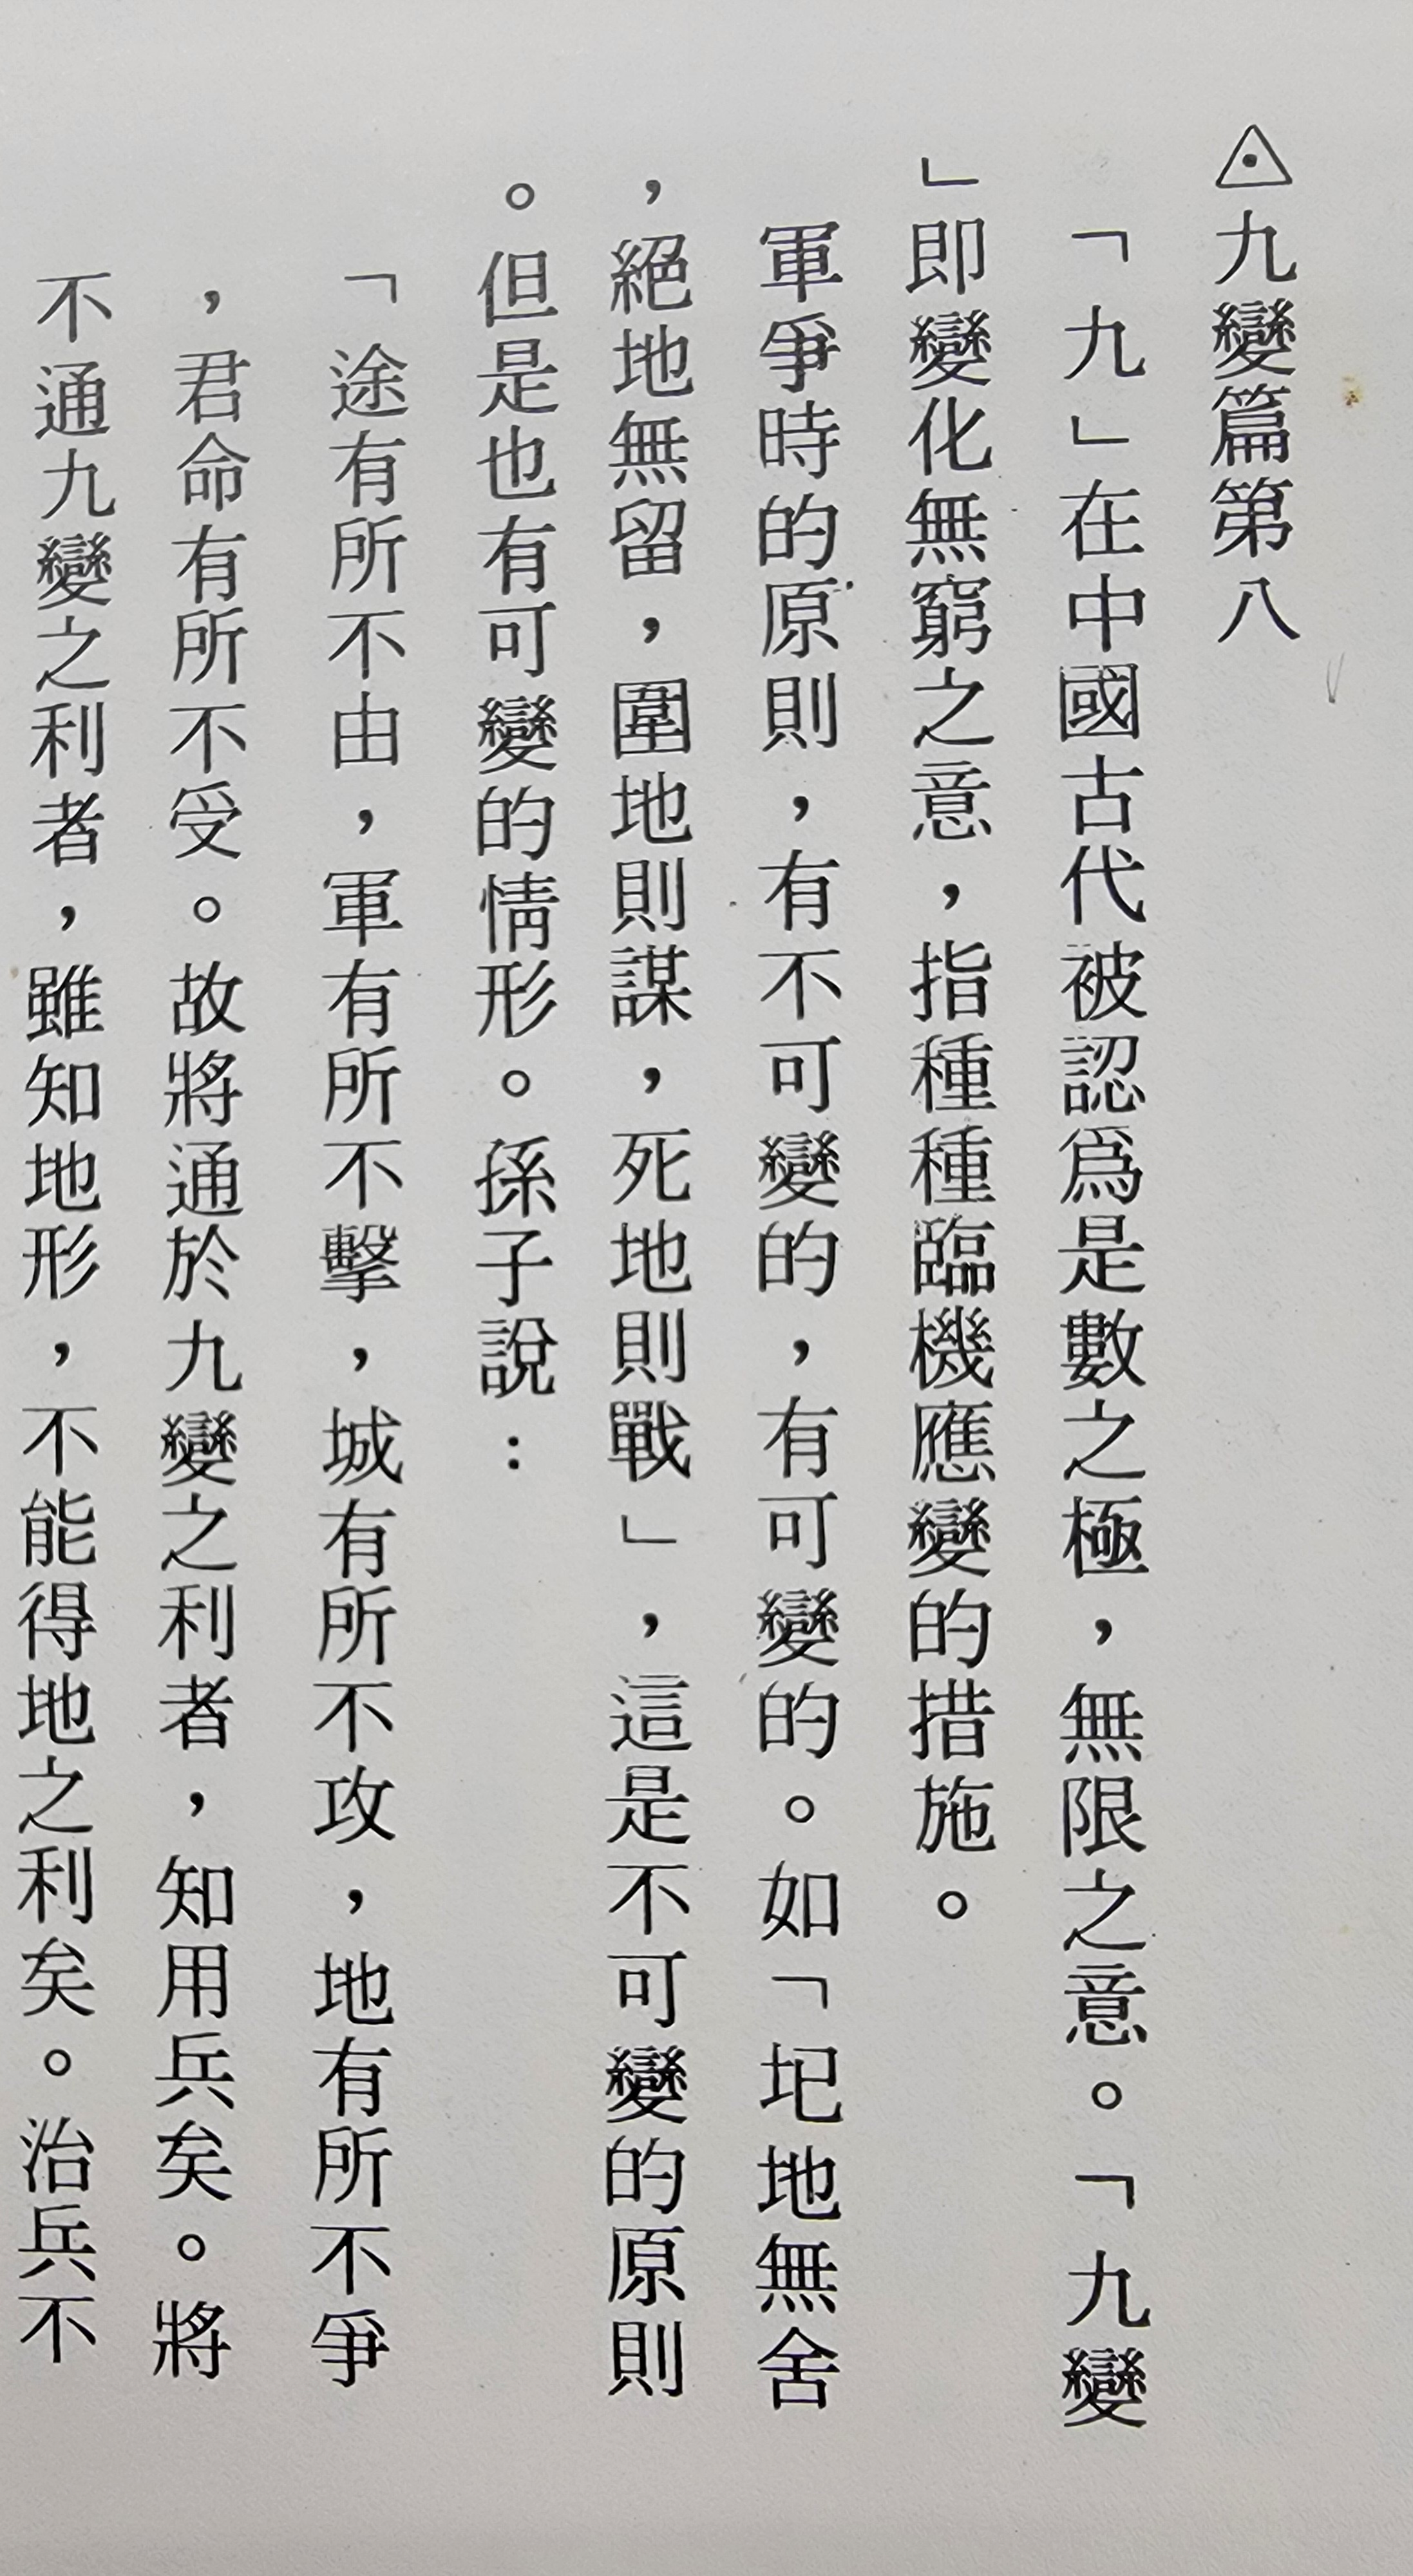 ◬九變篇第八
「九」在中國古代被認爲是數之極，無限之意。「九變
」即變化無窮之意，指種種臨機應變的措施。
軍爭時的原則，有不可變的，有可變的。如「圯地無舍
，絕地無留，圍地則謀，死地則戰」，這是不可變的原則
。但是也有可變的情形。孫子說：
「途有所不由，軍有所不擊，城有所不攻，地有所不爭
，君命有所不受。故將通於九變之利者，知用兵矣。將
不通九變之利者，雖知地形，不能得地之利矣。治兵不